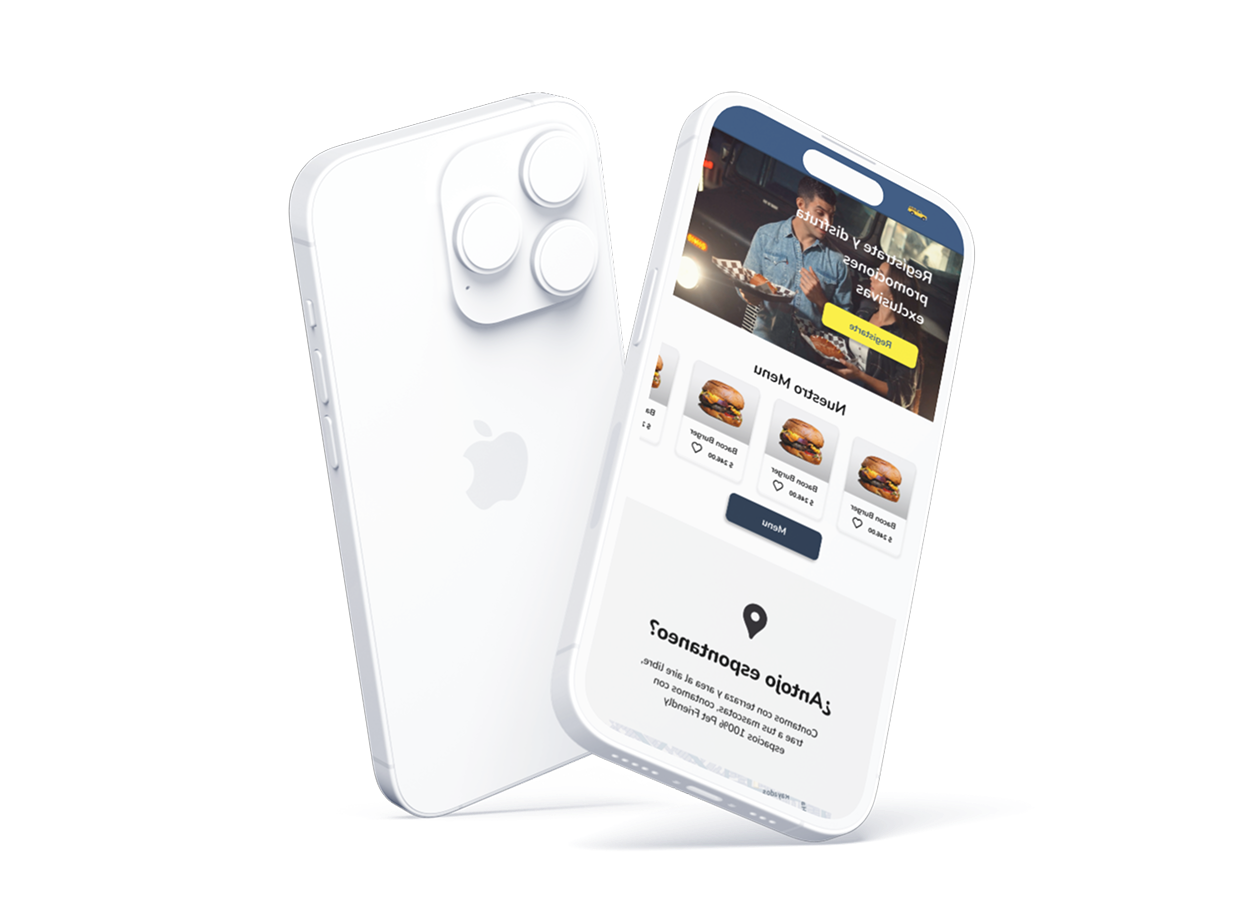 Regístrate y disfruta
promociones
exclusivas
Registarte
Nuestro Menu
Bacon Burger
$ 246.00
Bacon Burger
$ 246.00
Bacon Burger
$ 246.00
Ba
$ 2
Menu
¿Antojo espontaneo?
Contamos con terraza y area al aire libre,
trae a tus mascotas, contamos con
espacios 100% Pet Friendly